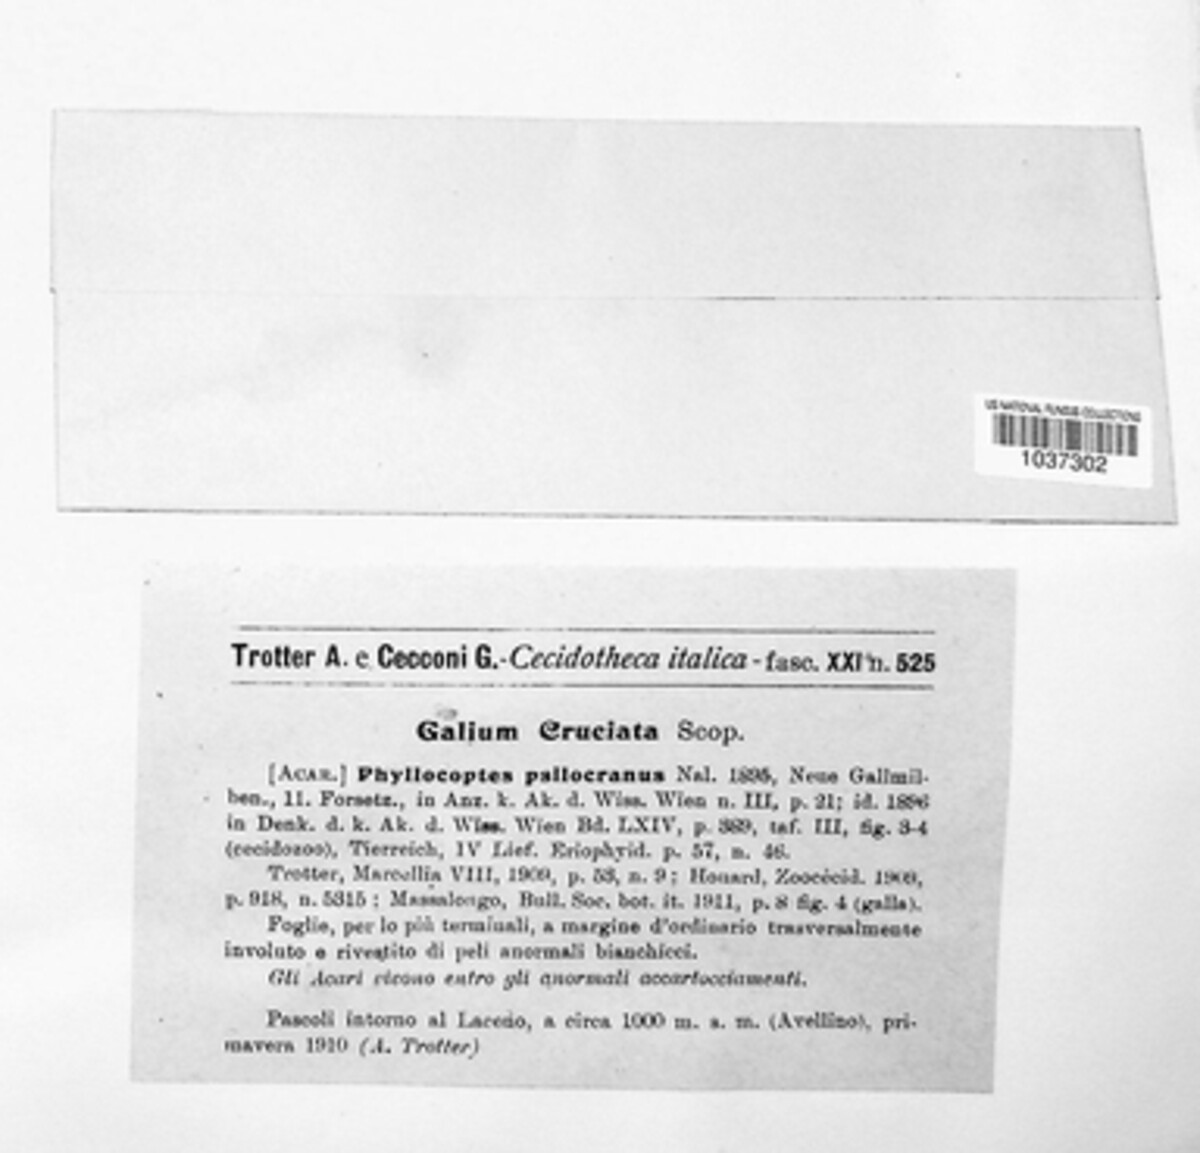 US NATIONAL FUNGUS COLLECTIONS
1037302
Trotter A. e Cecconi G.-Cecidotheca italica - fasc. XXI n. 525
Galium Cruciata Scop.
[ACAR.] Phyllocoptes psilocranus Nal. 1895, Neue Gallmil-
ben., 11. Forsetz., in Anz. k. Ak. d. Wiss. Wien n. III, p. 21; id. 1896
in Denk. d. k. Ak. d. Wiss. Wien Bd. LXIV, p. 389, taf. III, fig. 3-4
(cecidozoo), Tierreich, IV Lief. Eriophyid. p. 57, n. 46.
Trotter, Marcellia VIII, 1909, p. 53, n. 9; Houard, Zoocécid. 1909,
p. 918, n. 5315; Massalongo, Bull. Soc. bot. it. 1911, p. 8 fig. 4 (galla).
Foglie, per lo più terminali, a margine d'ordinario trasversalmente
involuto e rivestito di peli anormali bianchicci.
Gli Acari vivono entro gli anormali accartocciamenti.
Pascoli intorno al Laceno, a circa 1000 m. s. m. (Avellino), pri-
mavera 1910 (A. Trotter)